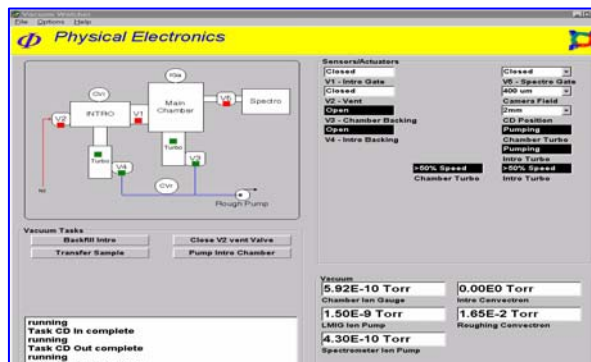 Vacuum Watcher
File Options Help
Φ Physical Electronics
IGa
CVi
V5
Spectro
Main
Chamber
V2
INTRO
V1
Turbo
Turbo
V4
V3
CVr
N2
Rough Pump
Sensors/Actuators
Closed
V1 - Intro Gate
Closed
V2 - Vent
Open
V3 - Chamber Backing
Open
V4 - Intro Backing
Closed
V5 - Spectro Gate
400 um
Camera Field
2mm
CD Position
Pumping
Chamber Turbo
Pumping
Intro Turbo
>50% Speed >50% Speed
Chamber Turbo Intro Turbo
Vacuum Tasks
Backfill Intro Close V2 vent Valve
Transfer Sample Pump Intro Chamber
running
Task CD In complete
running
Task CD Out complete
running
Vacuum
5.92E-10 Torr 0.00E0 Torr
Chamber Ion Gauge Intro Convectron
1.50E-9 Torr 1.65E-2 Torr
LMIG Ion Pump Roughing Convectron
4.30E-10 Torr
Spectrometer Ion Pump